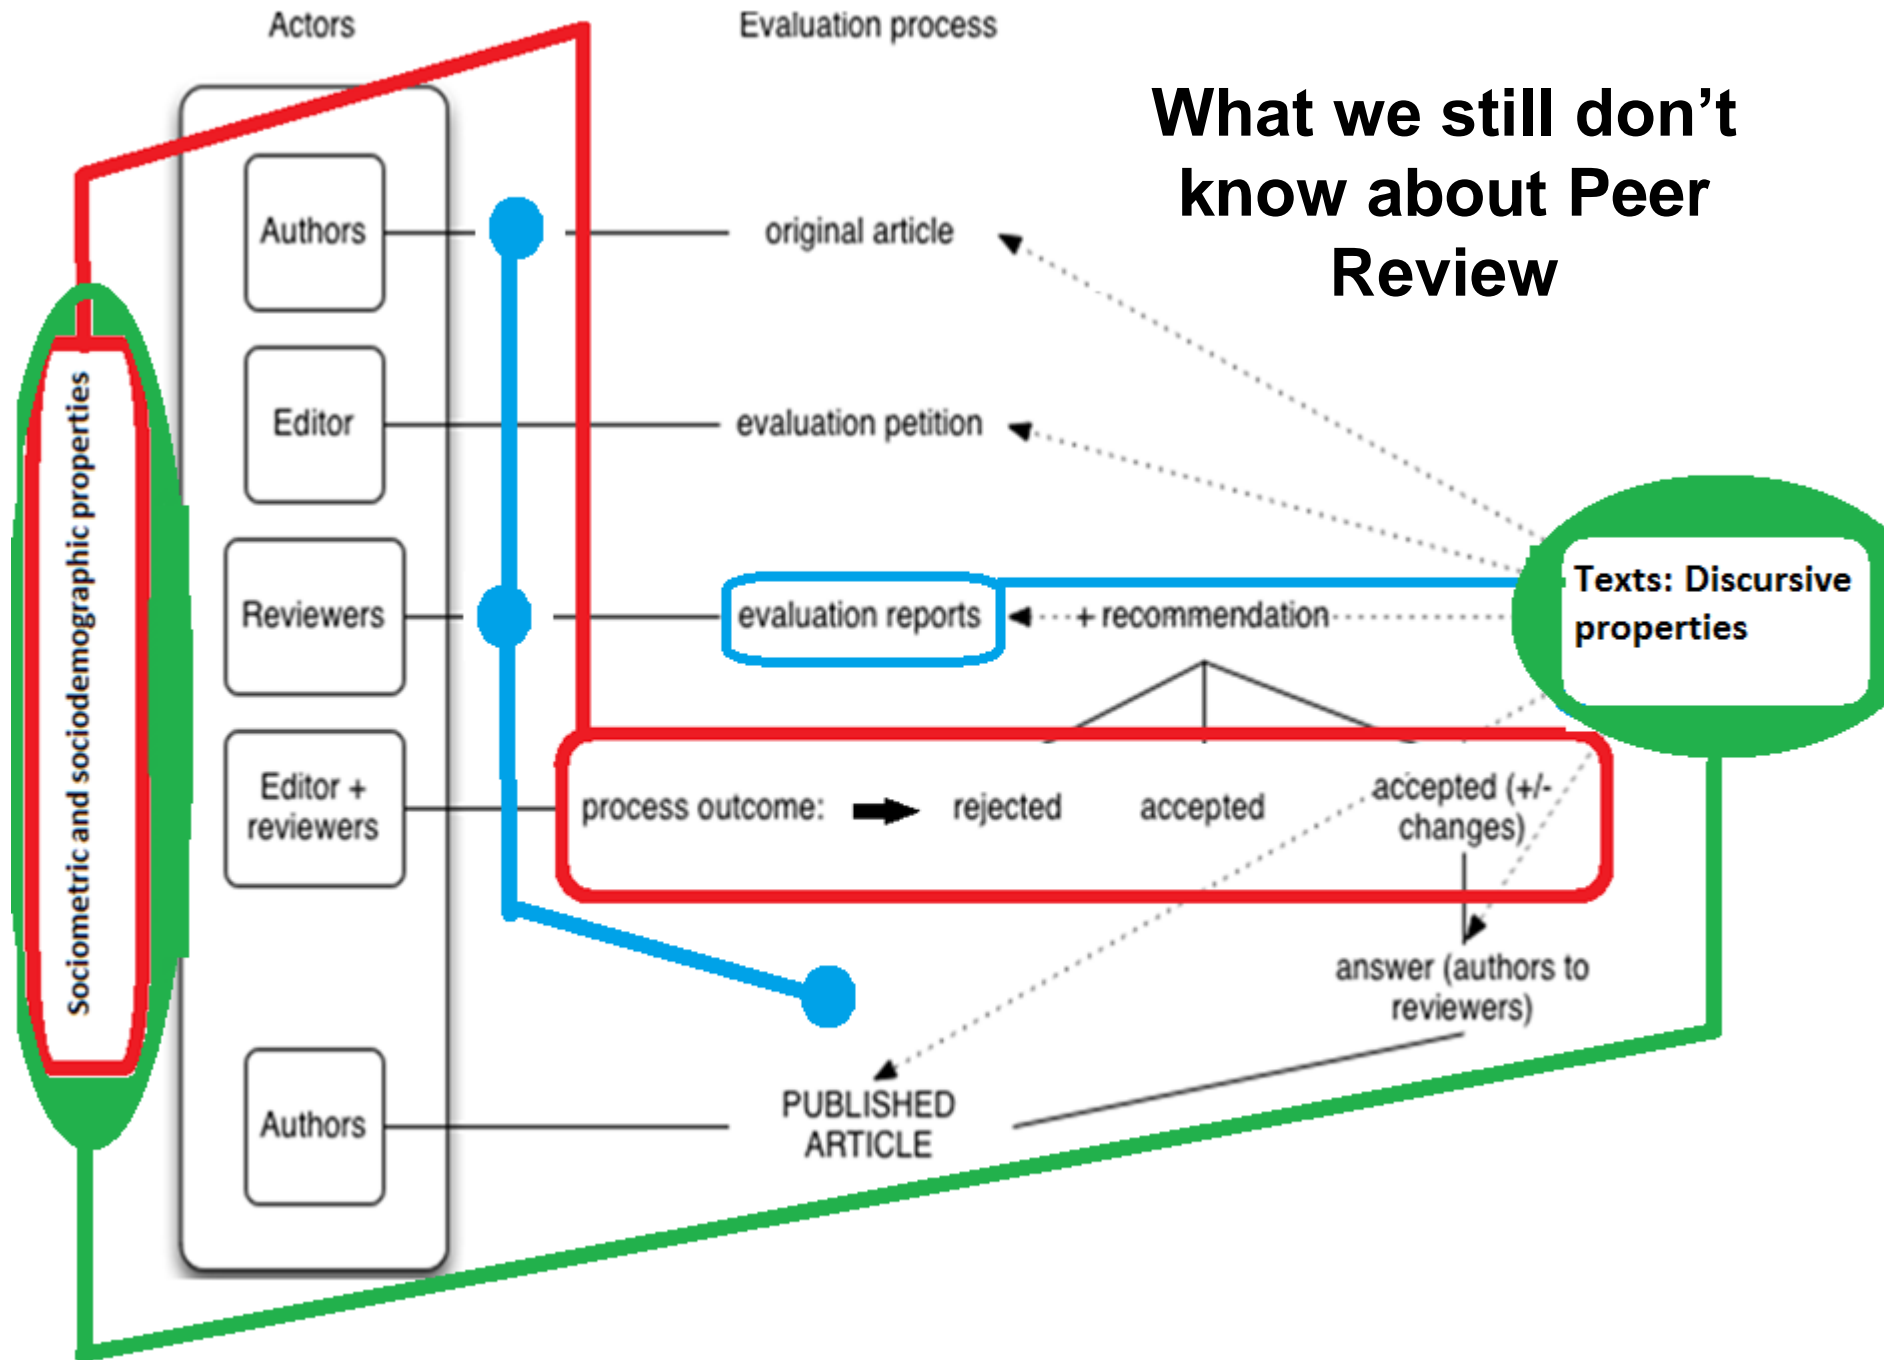 Actors
Evaluation process
What we still don’t
know about Peer
Review
Authors
original article
Editor
evaluation petition
Sociometric and sociodemographic properties
Reviewers
evaluation reports
+ recommendation
Texts: Discursive
properties
Editor +
reviewers
process outcome:
rejected
accepted
accepted (+/-
changes)
answer (authors to
reviewers)
Authors
PUBLISHED
ARTICLE